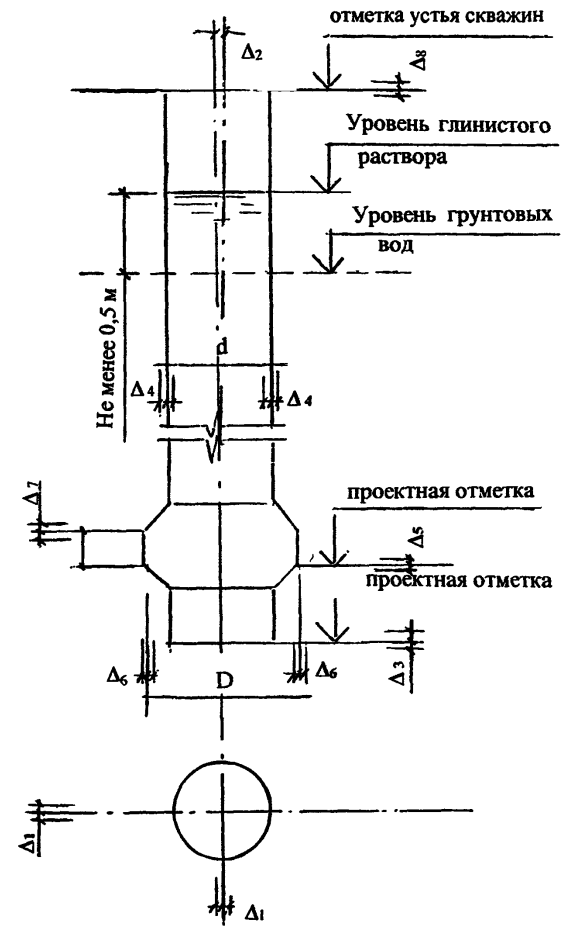 отметка устья скважин
Δ2
Δ8
Уровень глинистого
раствора
Уровень грунтовых
вод
Не менее 0,5 м
d
Δ4
Δ4
Δ7
проектная отметка
Δ5
проектная отметка
Δ6
D
Δ6
Δ3
Δ1
Δ1